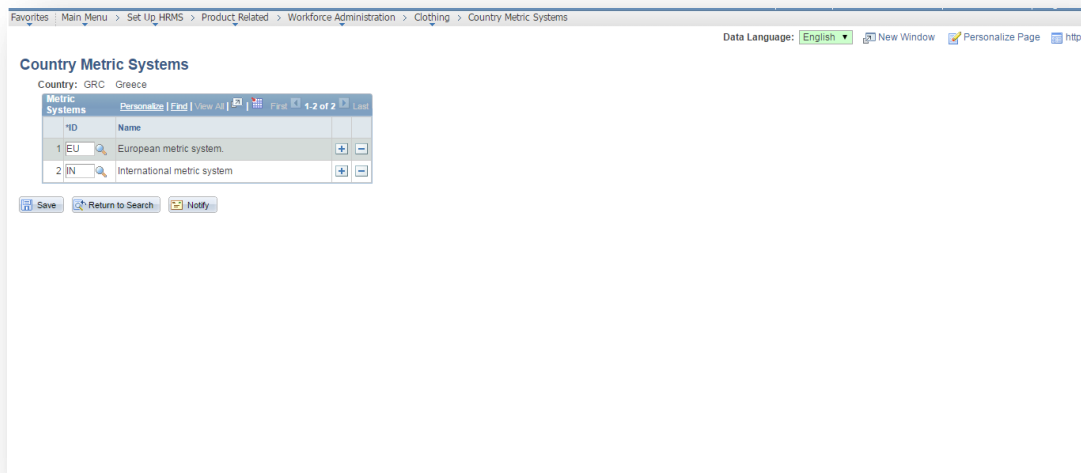 Favorites Main Menu > Set Up HRMS > Product Related > Workforce Administration > Clothing > Country Metric Systems
Data Language: English New Window Personalize Page http
Country Metric Systems
Country: GRC Greece
Metric Systems Personalize | Find | View All | | First 1-2 of 2 Last
*ID Name
1 EU European metric system.
2 IN International metric system
Save Return to Search Notify